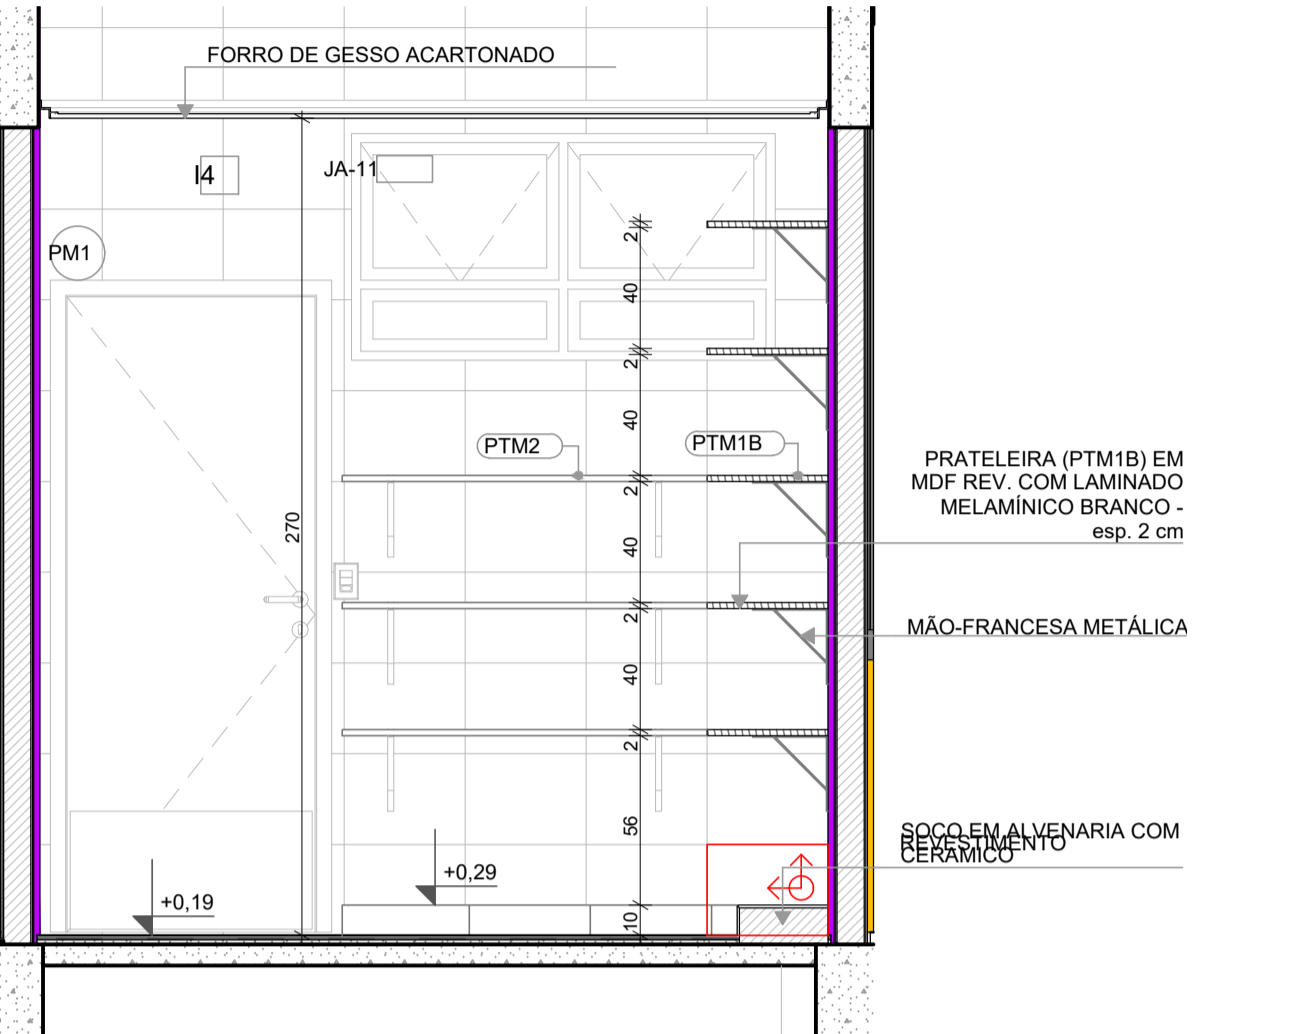 FORRO DE GESSO ACARTONADO
I4
JA-11
PM1
2
40
2
40
PTM2
PTM1B
2
PRATELEIRA (PTM1B) EM
MDF REV. COM LAMINADO
MELAMÍNICO BRANCO -
esp. 2 cm
270
40
2
MÃO-FRANCESA METÁLICA
40
2
56
SOCO EM ALVENARIA COM
REVESTIMENTO
CERÂMICO
+0,29
+0,19
10